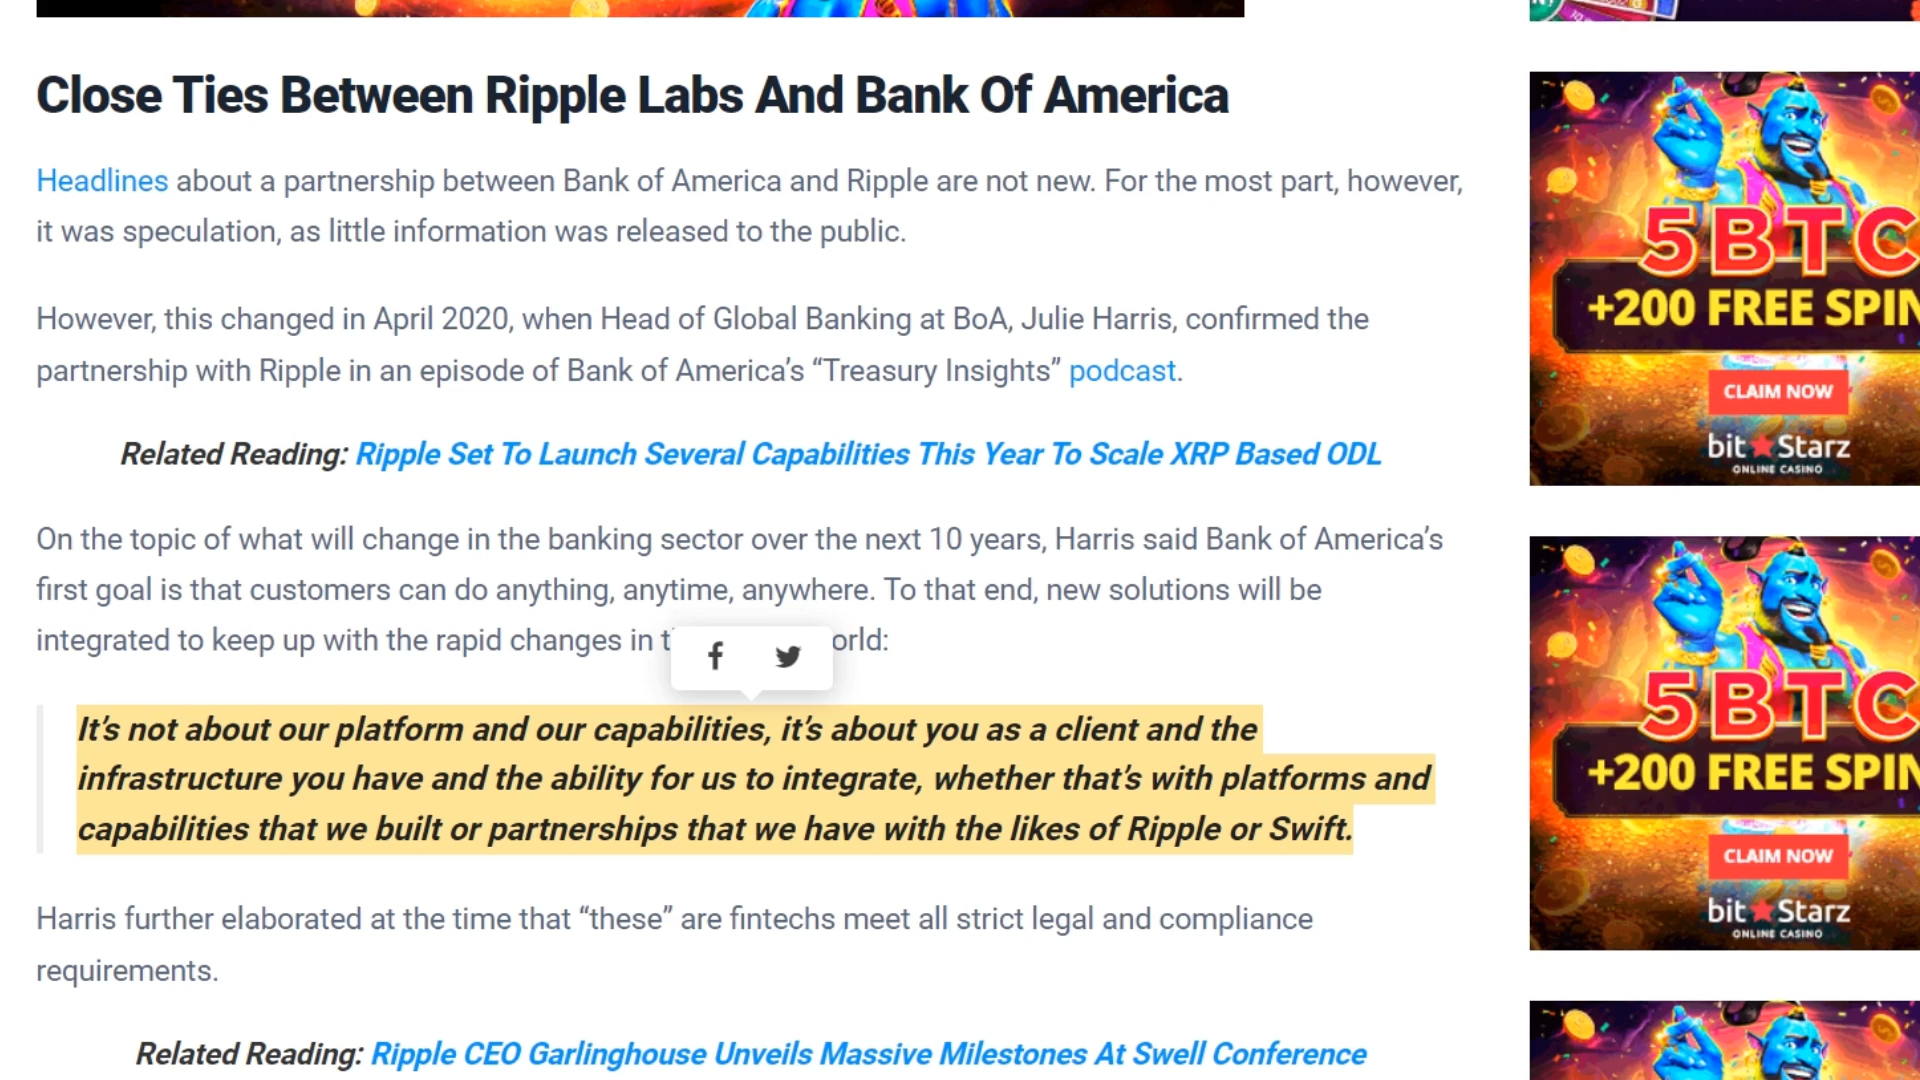 Close Ties Between Ripple Labs And Bank Of America
Headlines about a partnership between Bank of America and Ripple are not new. For the most part, however,
it was speculation, as little information was released to the public.
However, this changed in April 2020, when Head of Global Banking at BoA, Julie Harris, confirmed the
partnership with Ripple in an episode of Bank of America’s “Treasury Insights” podcast.
Related Reading: Ripple Set To Launch Several Capabilities This Year To Scale XRP Based ODL
On the topic of what will change in the banking sector over the next 10 years, Harris said Bank of America’s
first goal is that customers can do anything, anytime, anywhere. To that end, new solutions will be
integrated to keep up with the rapid changes in t orld:
It’s not about our platform and our capabilities, it’s about you as a client and the
infrastructure you have and the ability for us to integrate, whether that’s with platforms and
capabilities that we built or partnerships that we have with the likes of Ripple or Swift.
Harris further elaborated at the time that “these” are fintechs meet all strict legal and compliance
requirements.
Related Reading: Ripple CEO Garlinghouse Unveils Massive Milestones At Swell Conference
5BTC
+200 FREE SPIN
CLAIM NOW
bit Starz
ONLINE CASINO
5BTC
+200 FREE SPIN
CLAIM NOW
bit Starz
ONLINE CASINO